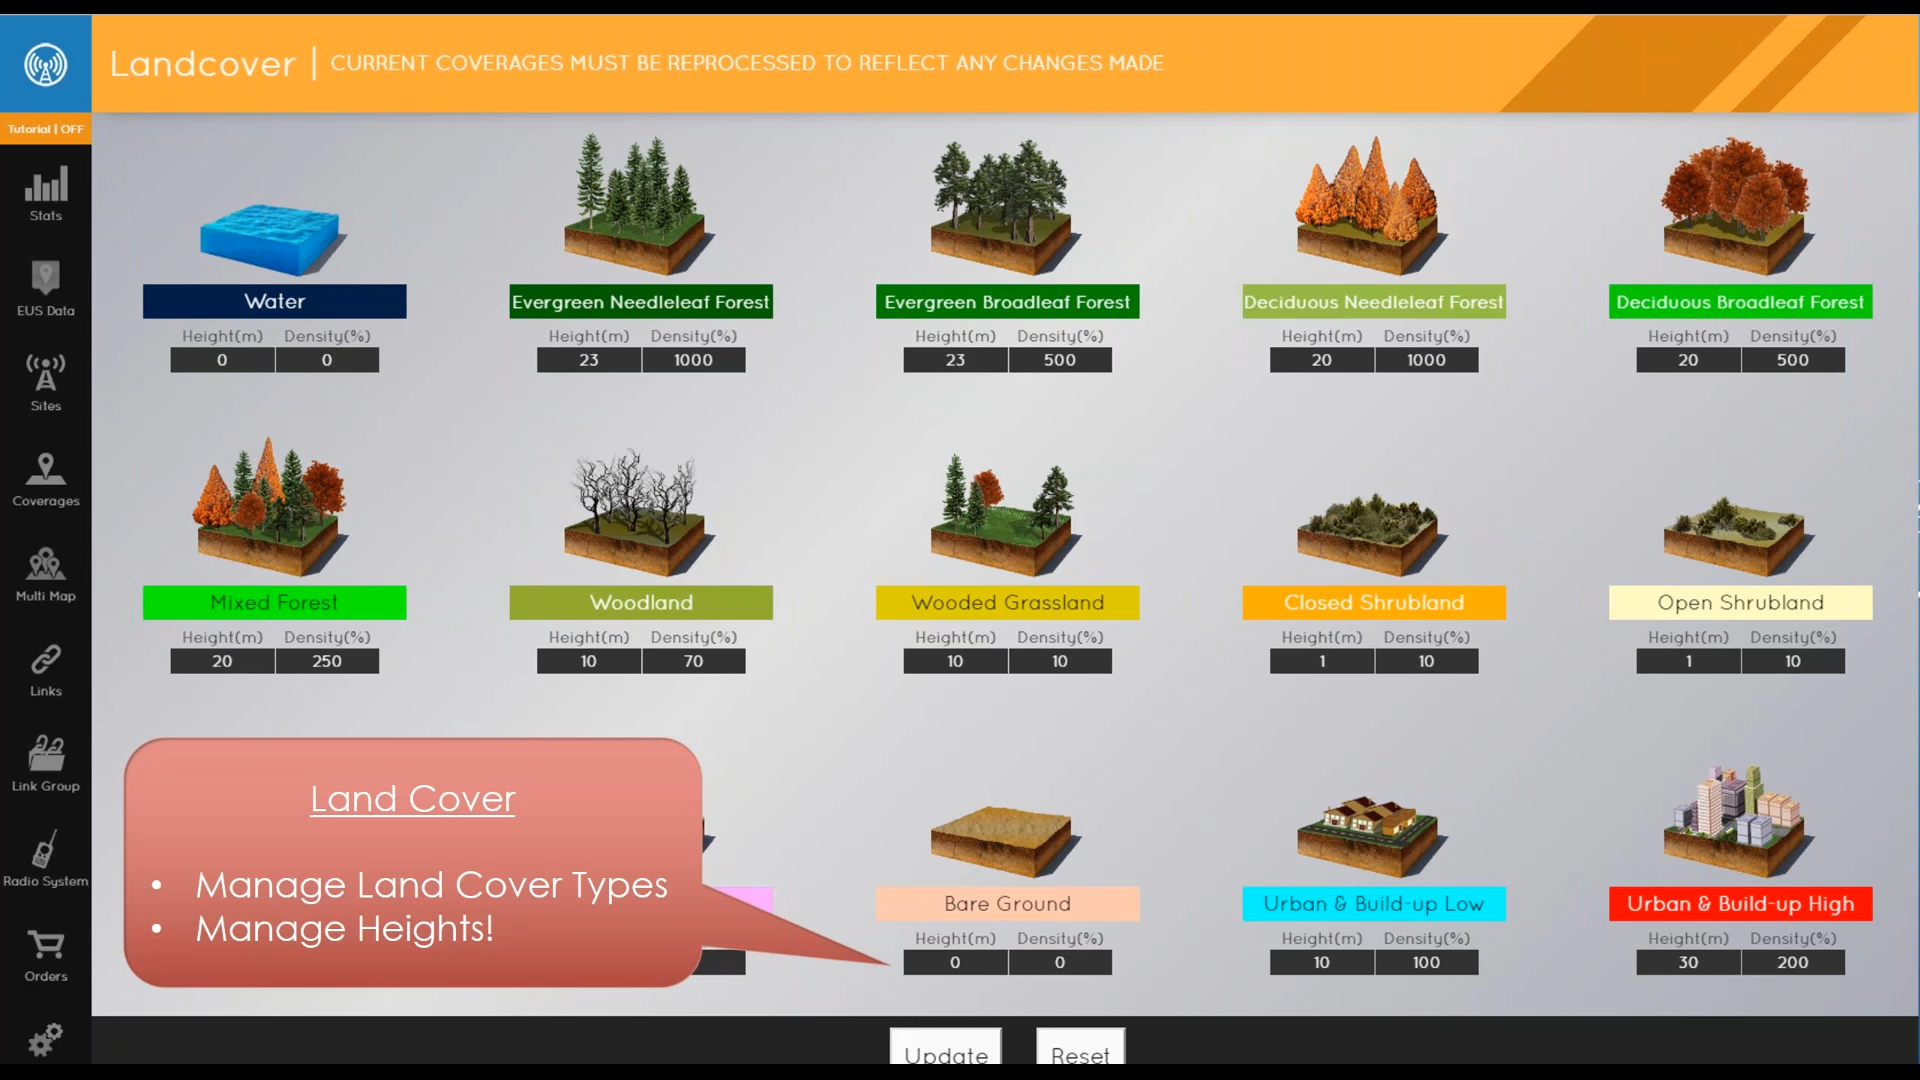 Landcover | CURRENT COVERAGES MUST BE REPROCESSED TO REFLECT ANY CHANGES MADE
Tutorial | OFF
Stats
EUS Data
Sites
Coverages
Multi Map
Links
Link Group
Radio System
Orders
Water
Height(m) Density(%)
0 0
Evergreen Needleleaf Forest
Height(m) Density(%)
23 1000
Evergreen Broadleaf Forest
Height(m) Density(%)
23 500
Deciduous Needleleaf Forest
Height(m) Density(%)
20 1000
Deciduous Broadleaf Forest
Height(m) Density(%)
20 500
Mixed Forest
Height(m) Density(%)
20 250
Woodland
Height(m) Density(%)
10 70
Wooded Grassland
Height(m) Density(%)
10 10
Closed Shrubland
Height(m) Density(%)
1 10
Open Shrubland
Height(m) Density(%)
1 10
Land Cover
• Manage Land Cover Types
• Manage Heights!
Bare Ground
Height(m) Density(%)
0 0
Urban & Build-up Low
Height(m) Density(%)
10 100
Urban & Build-up High
Height(m) Density(%)
30 200
Update Reset